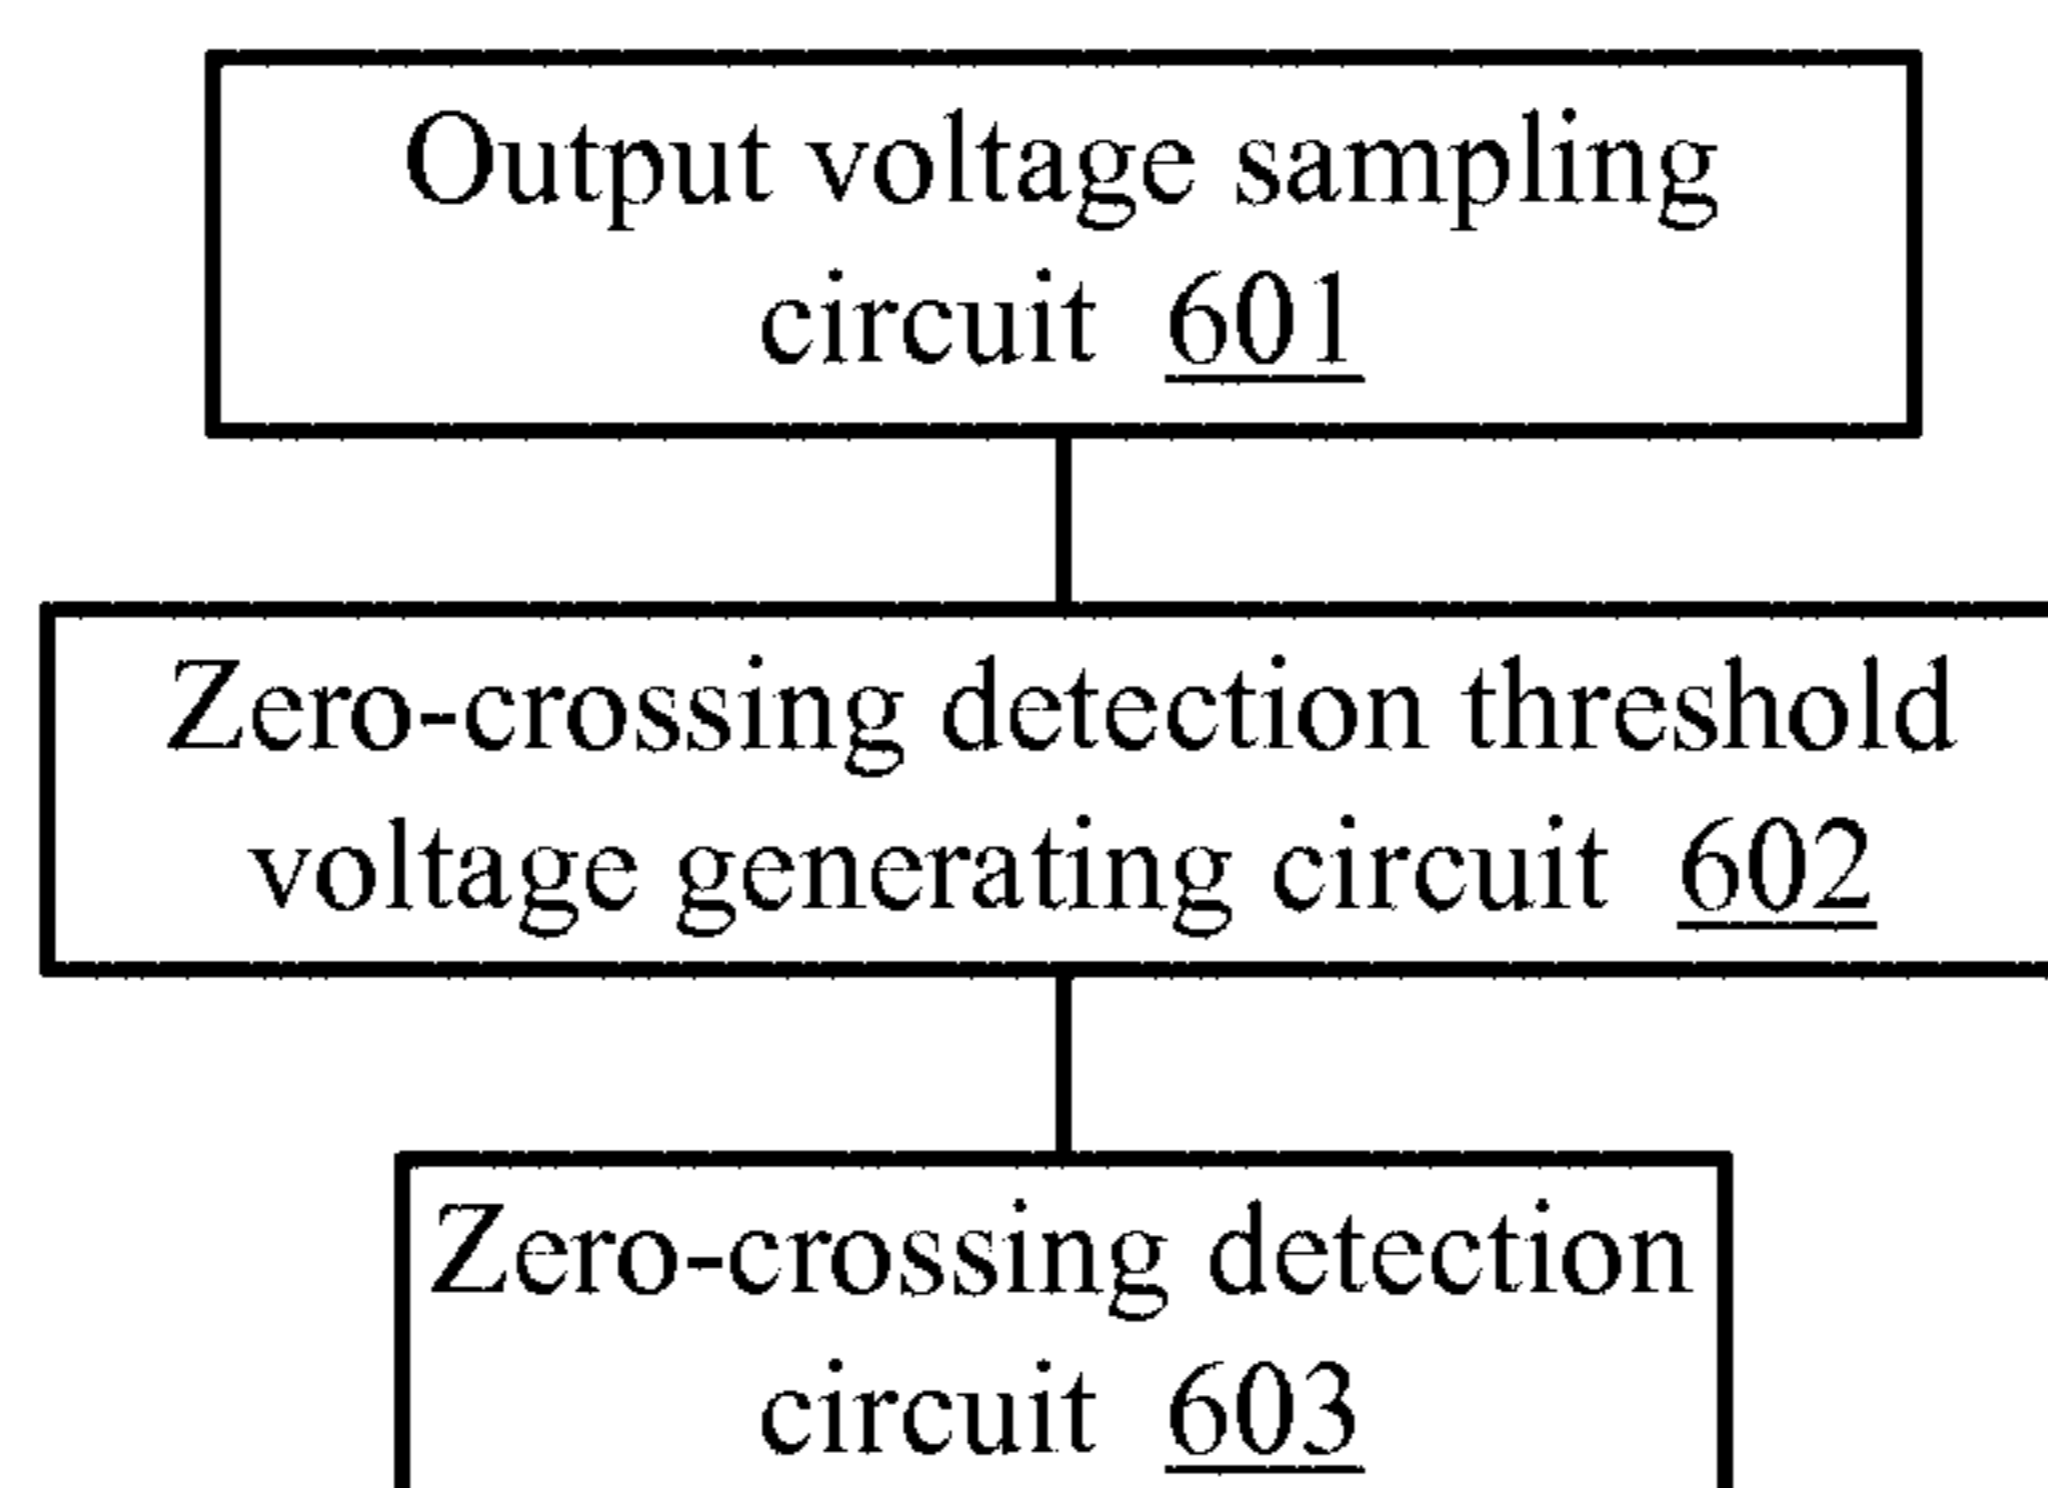 Output voltage sampling
circuit 601
Zero-crossing detection threshold
voltage generating circuit 602
Zero-crossing detection
circuit 603